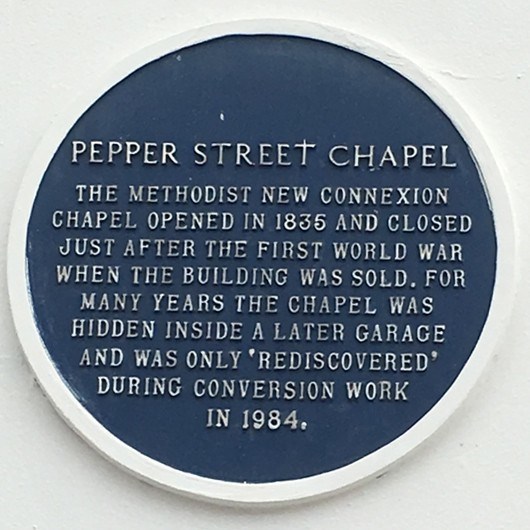 PEPPER STREET CHAPEL
THE METHODIST NEW CONNEXION
CHAPEL OPENED IN 1835 AND CLOSED
JUST AFTER THE FIRST WORLD WAR
WHEN THE BUILDING WAS SOLD. FOR
MANY YEARS THE CHAPEL WAS
HIDDEN INSIDE A LATER GARAGE
AND WAS ONLY 'REDISCOVERED'
DURING CONVERSION WORK
IN 1984.